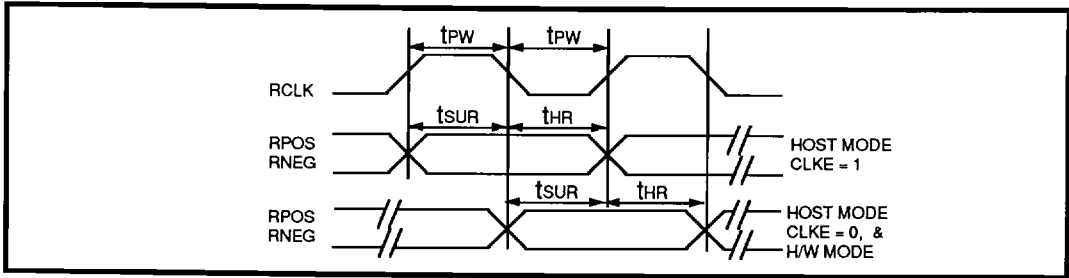 tPW tPW
RCLK
tSUR tHR
RPOS
RNEG
HOST MODE
CLKE = 1
tSUR tHR
RPOS
RNEG
HOST MODE
CLKE = 0, &
H/W MODE